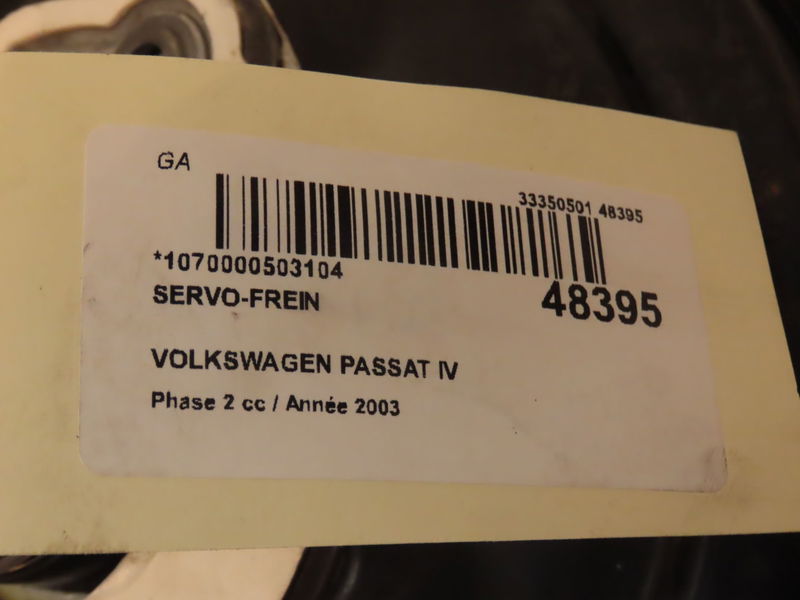 GA
33350501 48395
*1070000503104
SERVO-FREIN
48395
VOLKSWAGEN PASSAT IV
Phase 2 cc / Année 2003